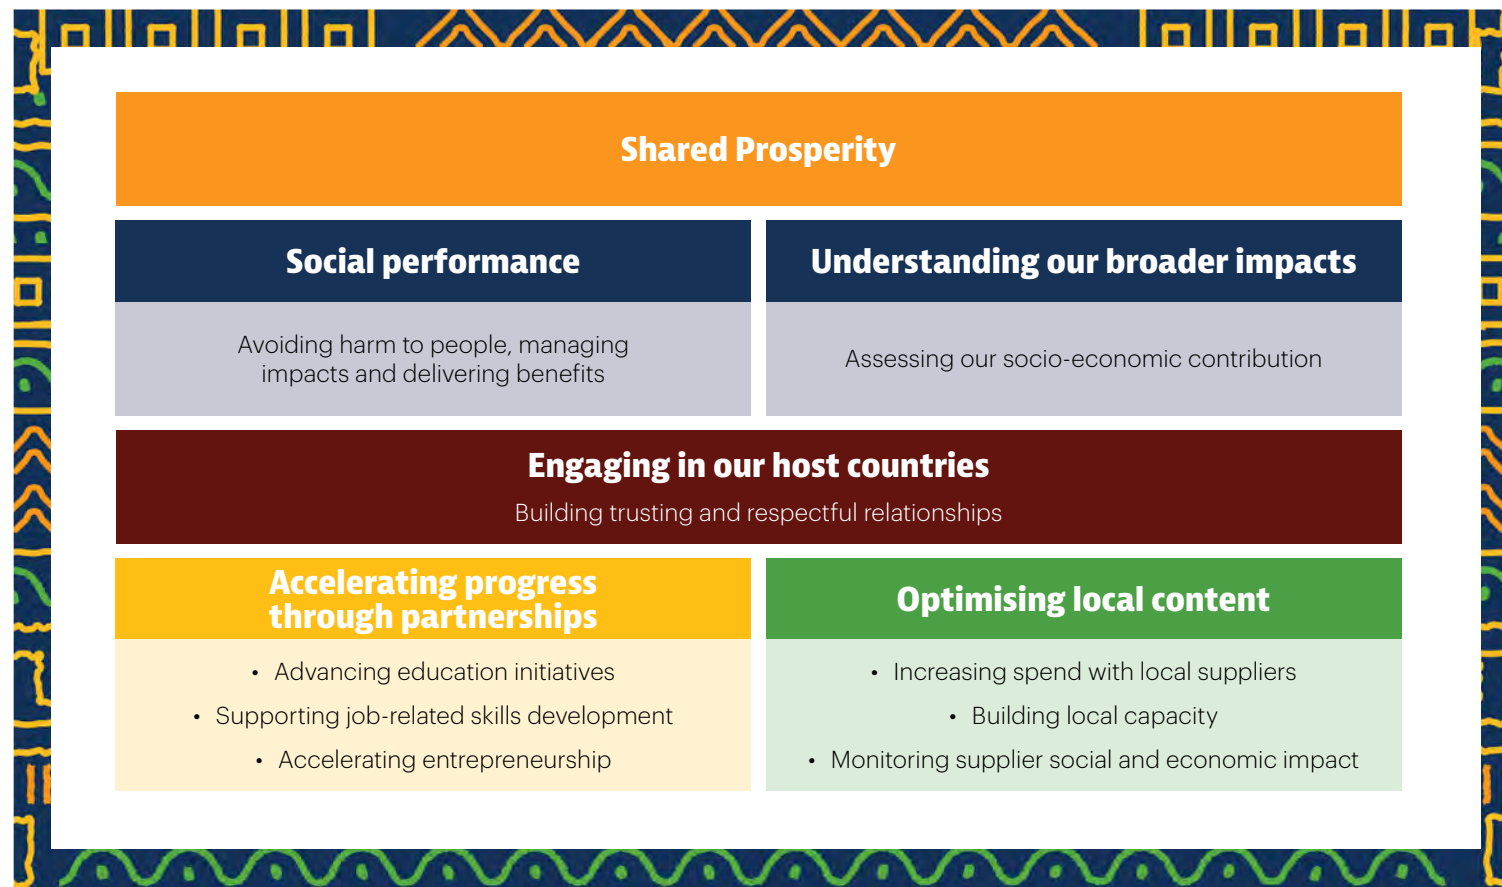 Shared Prosperity
Social performance
Avoiding harm to people, managing
impacts and delivering benefits
Understanding our broader impacts
Assessing our socio-economic contribution
Engaging in our host countries
Building trusting and respectful relationships
Accelerating progress
through partnerships
• Advancing education initiatives
• Supporting job-related skills development
• Accelerating entrepreneurship
Optimising local content
• Increasing spend with local suppliers
• Building local capacity
• Monitoring supplier social and economic impact